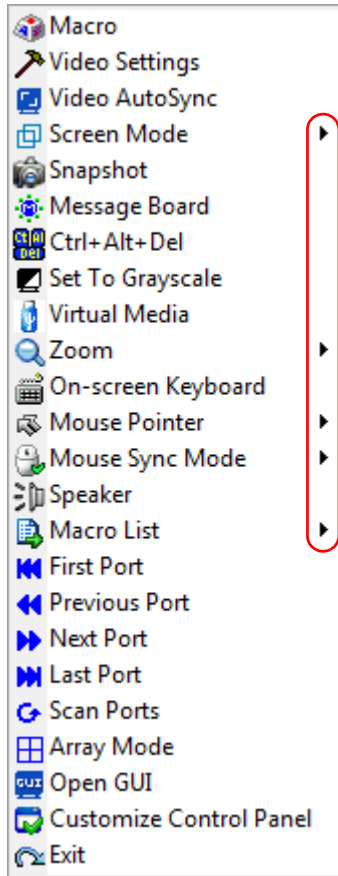 Macro
Video Settings
Video AutoSync
Screen Mode
Snapshot
Message Board
Ctrl+Alt+Del
Set To Grayscale
Virtual Media
Zoom
On-screen Keyboard
Mouse Pointer
Mouse Sync Mode
Speaker
Macro List
First Port
Previous Port
Next Port
Last Port
Scan Ports
Array Mode
GUI Open GUI
Customize Control Panel
Exit